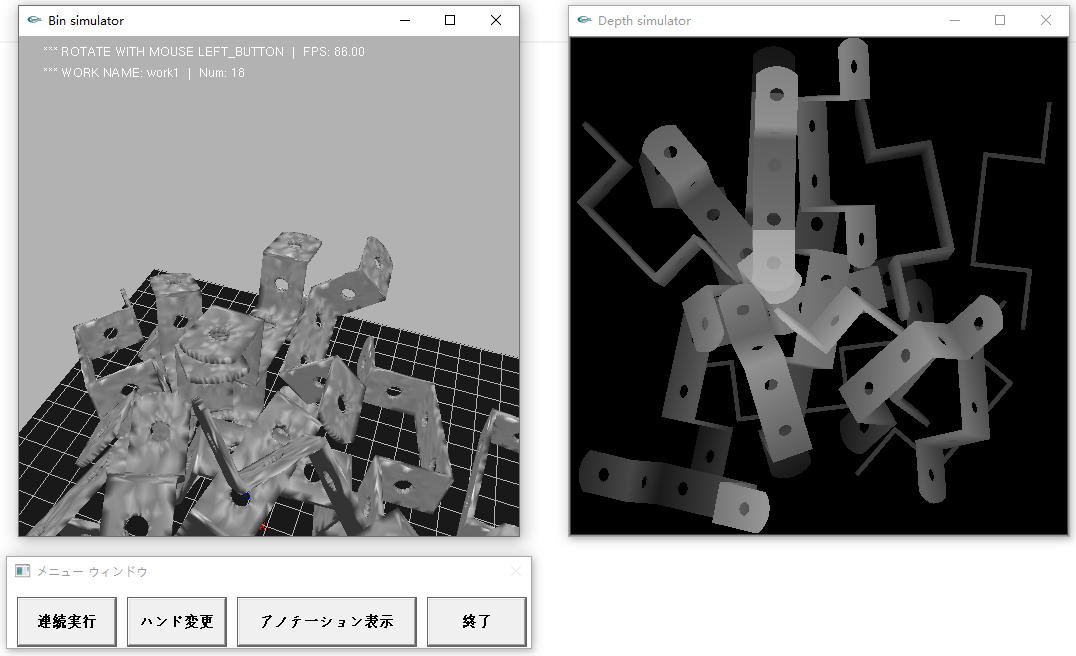 Bin simulator
*** ROTATE WITH MOUSE LEFT_BUTTON | FPS: 86.00
*** WORK NAME: work1 | Num: 18
Depth simulator
メニュー ウィンドウ
連続実行
ハンド変更
アノテーション表示
終了